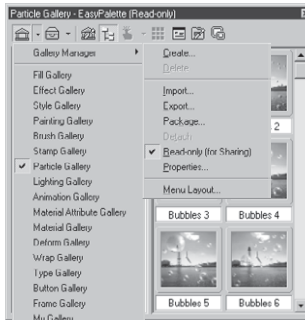 Particle Gallery - EasyPalette (Read-only)
Gallery Manager
Fill Gallery
Effect Gallery
Style Gallery
Painting Gallery
Brush Gallery
Stamp Gallery
Particle Gallery
Lighting Gallery
Animation Gallery
Material Attribute Gallery
Material Gallery
Deform Gallery
Wrap Gallery
Type Gallery
Button Gallery
Frame Gallery
My Gallery
Create...
Delete
Import...
Export...
Package...
Detach
Read-only (for Sharing)
Properties...
Menu Layout...
2
Bubbles 3
Bubbles 4
Bubbles 5
Bubbles 6